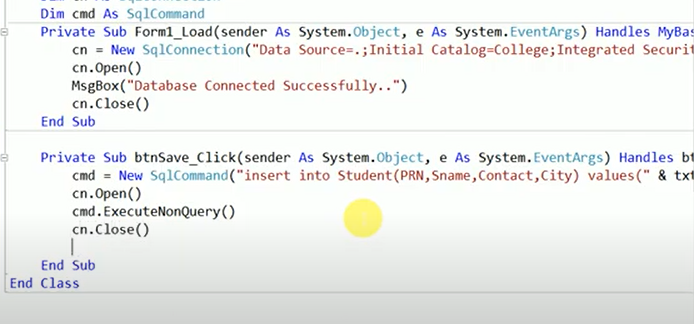 Dim cmd As SqlCommand
Private Sub Form1_Load(sender As System.Object, e As System.EventArgs) Handles MyBas
cn = New SqlConnection("Data Source=.;Initial Catalog=College;Integrated Securit
cn.Open()
MsgBox("Database Connected Successfully..")
cn.Close()
End Sub
Private Sub btnSave_Click(sender As System.Object, e As System.EventArgs) Handles bt
cmd = New SqlCommand("insert into Student(PRN,Sname,Contact,City) values(" & txt
cn.Open()
cmd.ExecuteNonQuery()
cn.Close()
End Sub
End Class